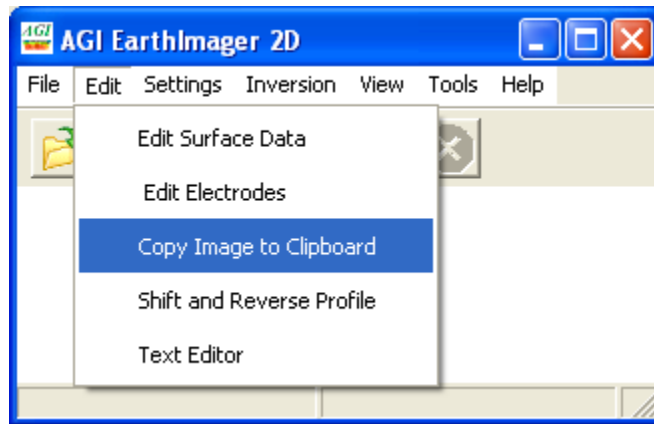 AGI AGI EarthImager 2D
File Edit Settings Inversion View Tools Help
Edit Surface Data
Edit Electrodes
Copy Image to Clipboard
Shift and Reverse Profile
Text Editor